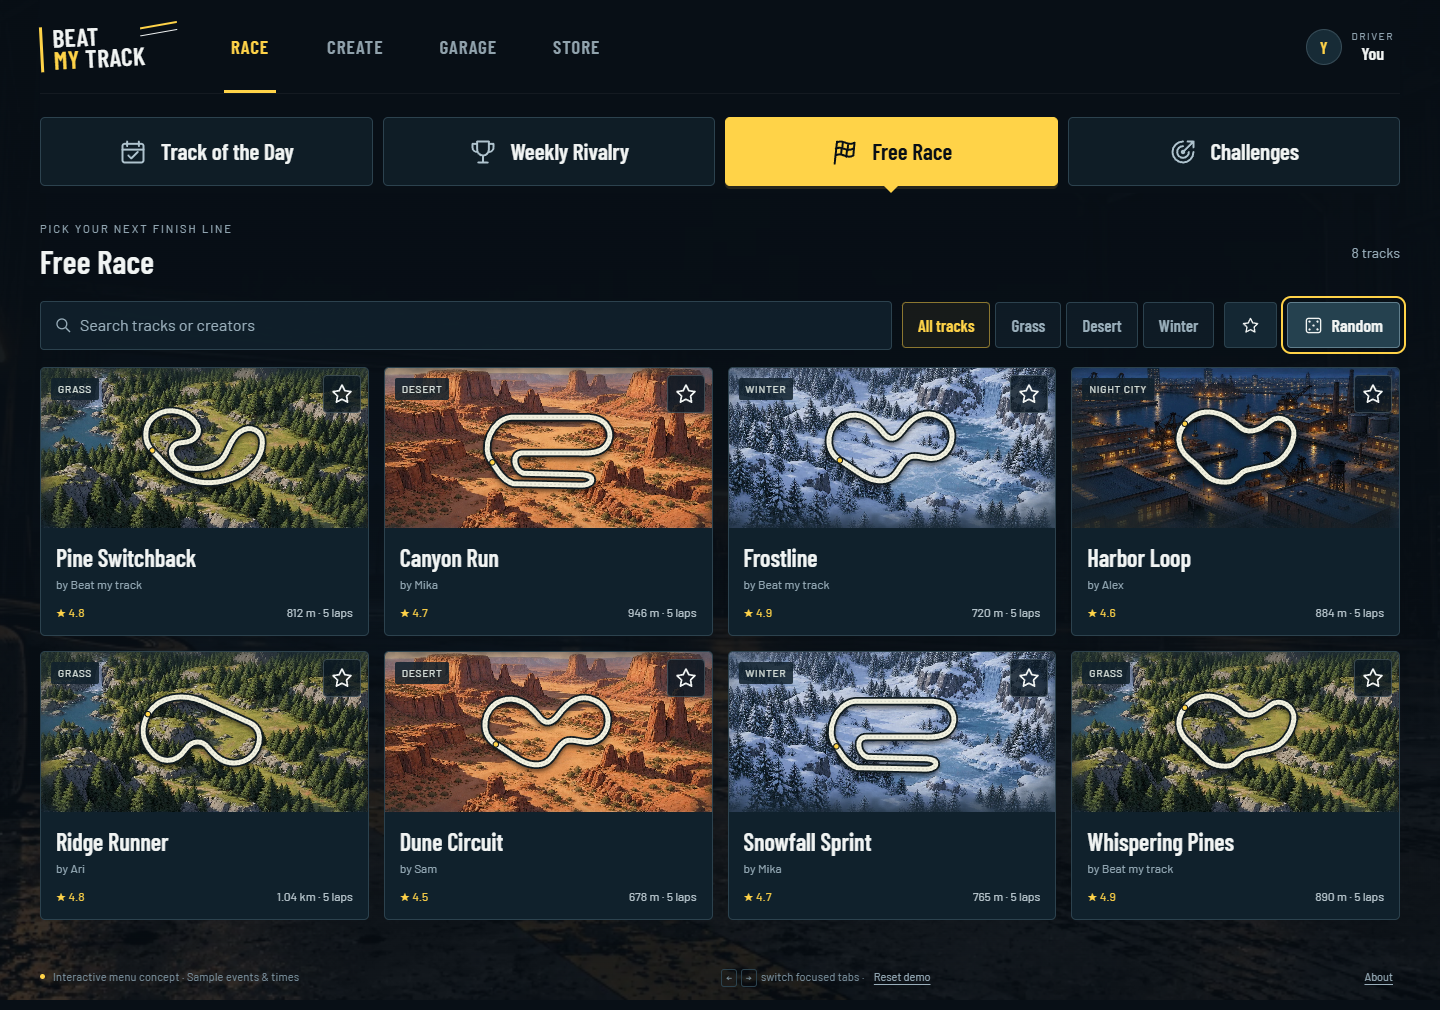 BEAT
MY TRACK
RACE
CREATE
GARAGE
STORE
Y
DRIVER
You
Track of the Day
Weekly Rivalry
Free Race
Challenges
PICK YOUR NEXT FINISH LINE
Free Race
8 tracks
Search tracks or creators
All tracks
Grass
Desert
Winter
Random
GRASS
DESERT
WINTER
NIGHT CITY
Pine Switchback
by Beat my track
★ 4.8
812 m · 5 laps
Canyon Run
by Mika
★ 4.7
946 m · 5 laps
Frostline
by Beat my track
★ 4.9
720 m · 5 laps
Harbor Loop
by Alex
★ 4.6
884 m · 5 laps
GRASS
DESERT
WINTER
GRASS
Ridge Runner
by Ari
★ 4.8
1.04 km · 5 laps
Dune Circuit
by Sam
★ 4.5
678 m · 5 laps
Snowfall Sprint
by Mika
★ 4.7
765 m · 5 laps
Whispering Pines
by Beat my track
★ 4.9
890 m · 5 laps
Interactive menu concept · Sample events & times
← → switch focused tabs · Reset demo
About